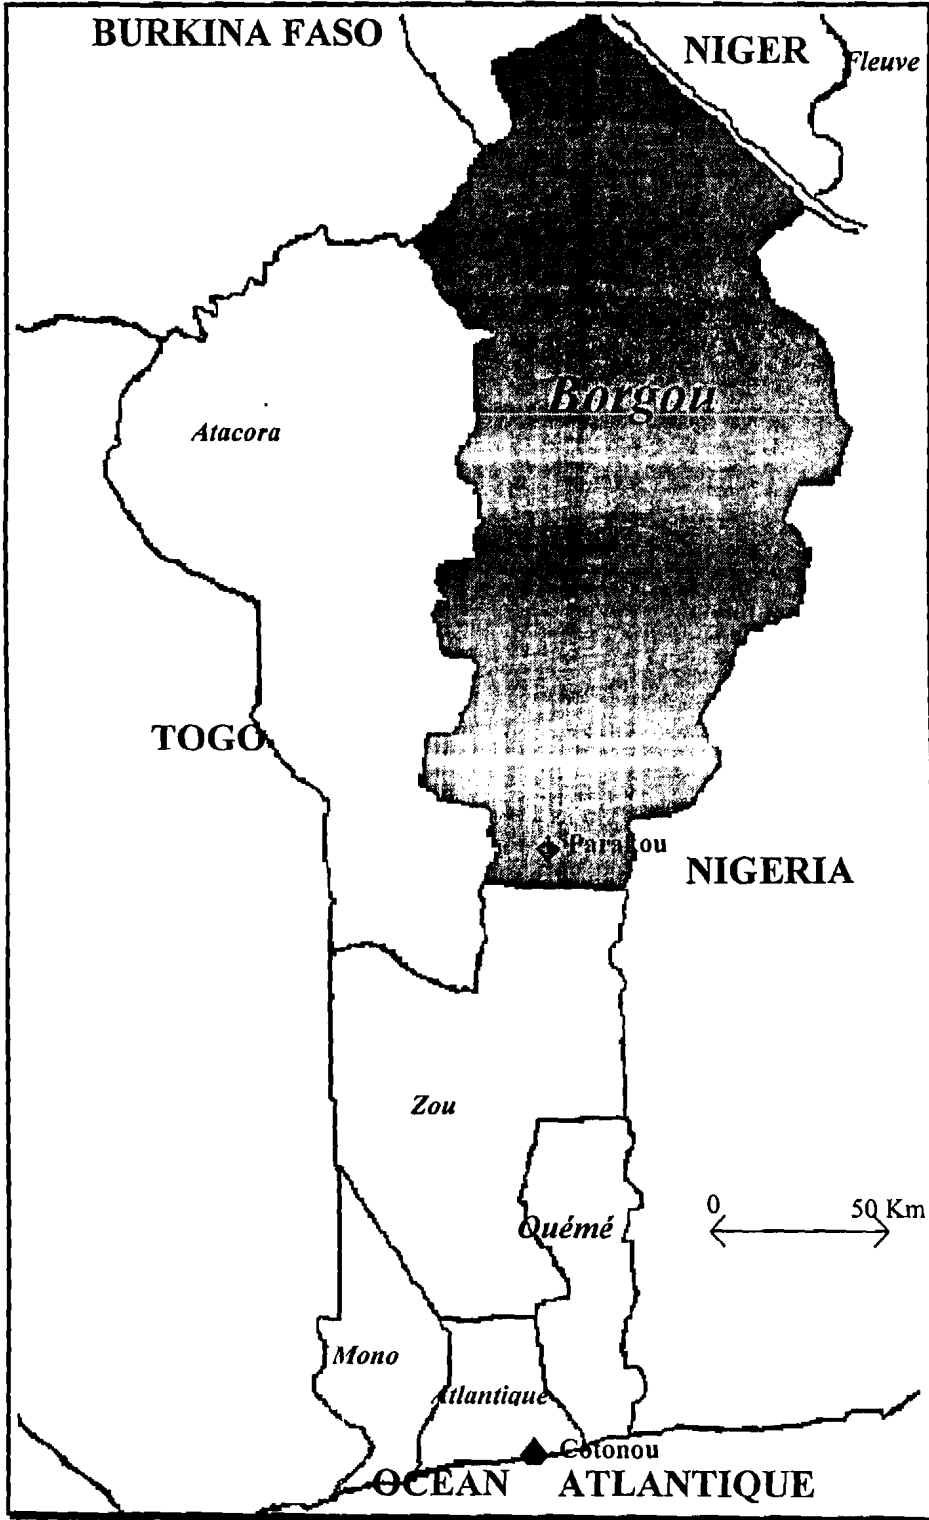 BURKINA FASO
NIGER
Fleuve
Borgou
Atacora
TOGO
Parakou
NIGERIA
Zou
0 50 Km
Ouémé
Mono
Atlantique
Cotonou
OCEAN ATLANTIQUE